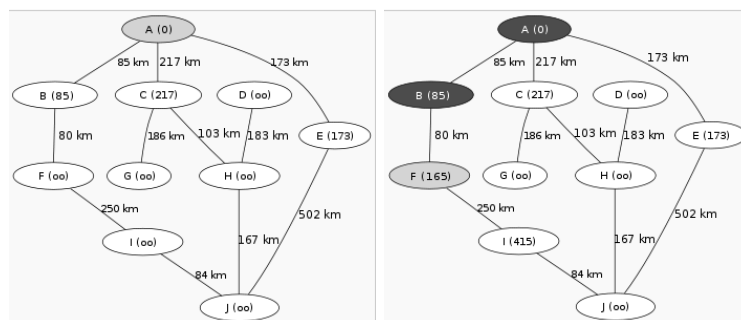 A (0)
85 km
217 km
173 km
B (85)
C (217)
D (oo)
E (173)
80 km
186 km
103 km
183 km
F (oo)
G (oo)
H (oo)
250 km
502 km
I (oo)
167 km
84 km
J (oo)
A (0)
85 km
217 km
173 km
B (85)
C (217)
D (oo)
E (173)
80 km
186 km
103 km
183 km
F (165)
G (oo)
H (oo)
250 km
502 km
I (415)
167 km
84 km
J (oo)